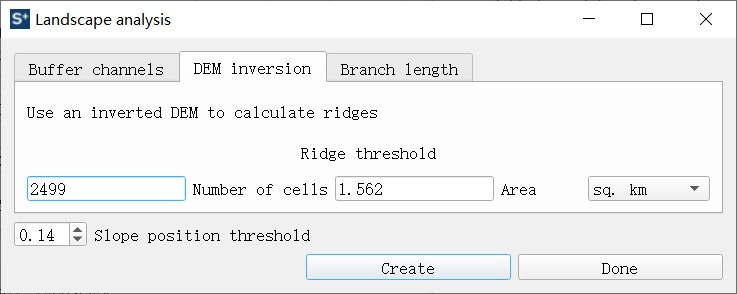 S+ Landscape analysis
Buffer channels DEM inversion Branch length
Use an inverted DEM to calculate ridges
Ridge threshold
2499 Number of cells 1.562 Area sq. km
0.14 Slope position threshold
Create Done